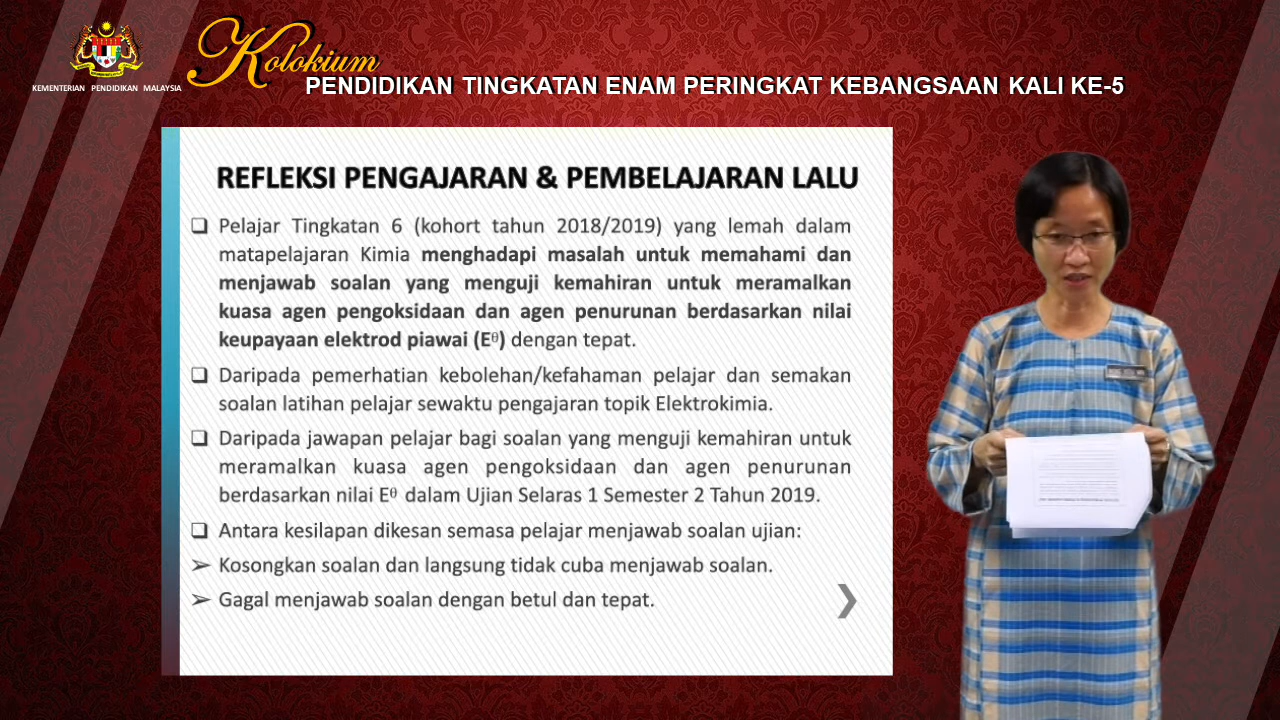 KEMENTERIAN PENDIDIKAN MALAYSIA
Kolokium
PENDIDIKAN TINGKATAN ENAM PERINGKAT KEBANGSAAN KALI KE-5
REFLEKSI PENGAJARAN & PEMBELAJARAN LALU
❑ Pelajar Tingkatan 6 (kohort tahun 2018/2019) yang lemah dalam
matapelajaran Kimia menghadapi masalah untuk memahami dan
menjawab soalan yang menguji kemahiran untuk meramalkan
kuasa agen pengoksidaan dan agen penurunan berdasarkan nilai
keupayaan elektrod piawai (Eᶿ) dengan tepat.
❑ Daripada pemerhatian kebolehan/kefahaman pelajar dan semakan
soalan latihan pelajar sewaktu pengajaran topik Elektrokimia.
❑ Daripada jawapan pelajar bagi soalan yang menguji kemahiran untuk
meramalkan kuasa agen pengoksidaan dan agen penurunan
berdasarkan nilai Eᶿ dalam Ujian Selaras 1 Semester 2 Tahun 2019.
❑ Antara kesilapan dikesan semasa pelajar menjawab soalan ujian:
➢ Kosongkan soalan dan langsung tidak cuba menjawab soalan.
➢ Gagal menjawab soalan dengan betul dan tepat.